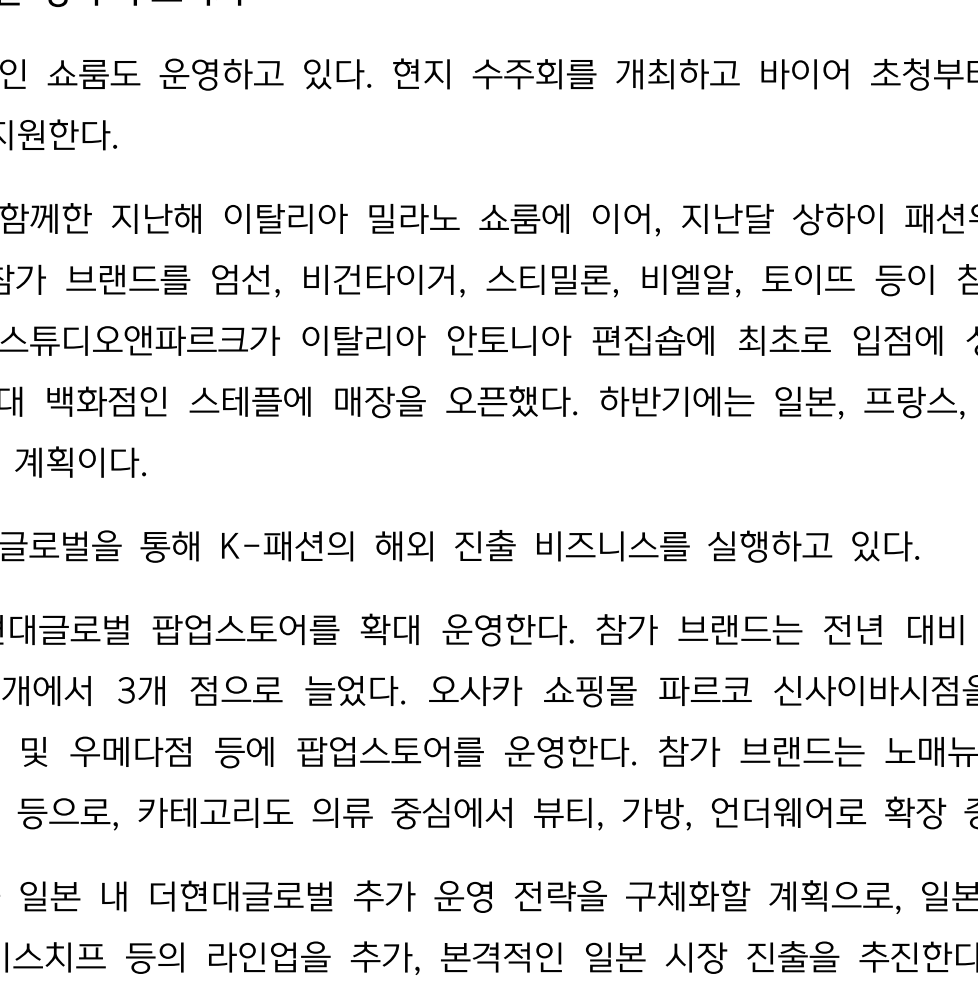 인 쇼룸도 운영하고 있다. 현지 수주회를 개최하고 바이어 초청부터
지원한다.
함께한 지난해 이탈리아 밀라노 쇼룸에 이어, 지난달 상하이
참가 브랜드를 엄선, 비건타이거, 스티밀론, 비엘알, 토이뜨 등이
스튜디오앤파르크가 이탈리아 안토니아 편집숍에 최초로 입점에
대 백화점인 스테플에 매장을 오픈했다. 하반기에는 일본, 프랑스,
계획이다.
글로벌을 통해 K-패션의 해외 진출 비즈니스를 실행하고 있다.
현대글로벌 팝업스토어를 확대 운영한다. 참가 브랜드는 전년 대비
개에서 3개 점으로 늘었다. 오사카 쇼핑몰 파르코 신사이바시점을
및 우메다점 등에 팝업스토어를 운영한다. 참가 브랜드는 노매뉴
등으로, 카테고리도 의류 중심에서 뷰티, 가방, 언더웨어로 확장
일본 내 더현대글로벌 추가 운영 전략을 구체화할 계획으로, 일본
이스치프 등의 라인업을 추가, 본격적인 일본 시장 진출을 추진한다